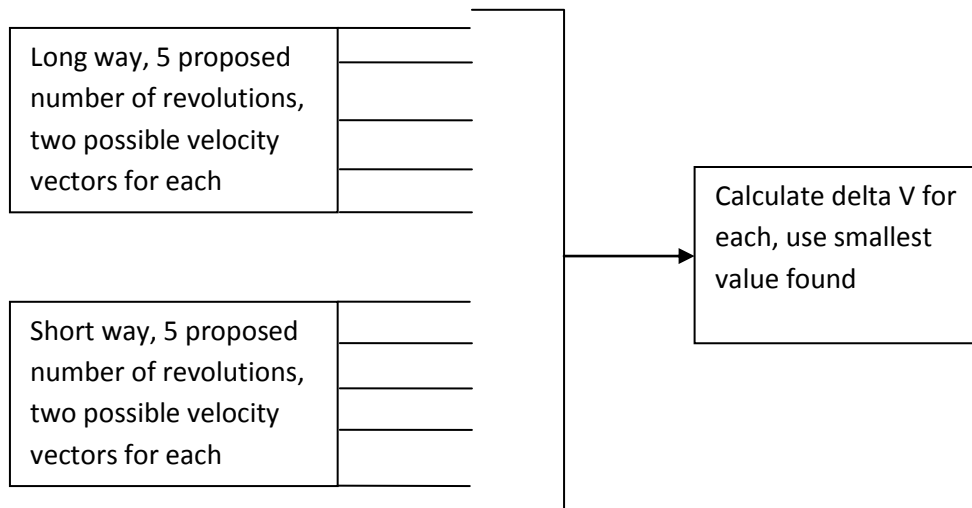 Long way, 5 proposed
number of revolutions,
two possible velocity
vectors for each
Calculate delta V for
each, use smallest
value found
Short way, 5 proposed
number of revolutions,
two possible velocity
vectors for each